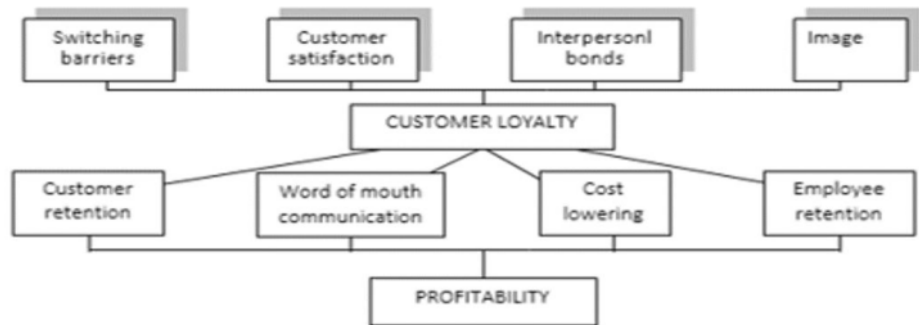 Switching
barriers
Customer
satisfaction
Interpersonl
bonds
Image
CUSTOMER LOYALTY
Customer
retention
Word of mouth
communication
Cost
lowering
Employee
retention
PROFITABILITY